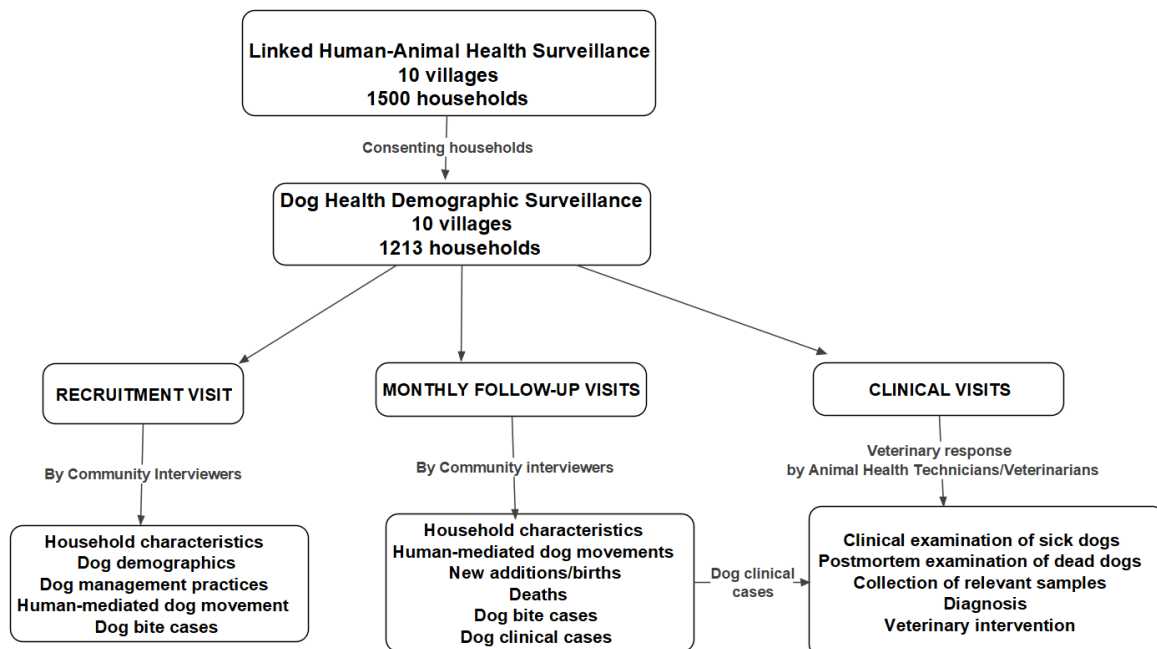 Linked Human-Animal Health Surveillance
10 villages
1500 households
Consenting households
Dog Health Demographic Surveillance
10 villages
1213 households
RECRUITMENT VISIT
MONTHLY FOLLOW-UP VISITS
CLINICAL VISITS
By Community Interviewers
By Community interviewers
Veterinary response
by Animal Health Technicians/Veterinarians
Household characteristics
Dog demographics
Dog management practices
Human-mediated dog movement
Dog bite cases
Household characteristics
Human-mediated dog movements
New additions/births
Deaths
Dog bite cases
Dog clinical cases
Dog clinical
cases
Clinical examination of sick dogs
Postmortem examination of dead dogs
Collection of relevant samples
Diagnosis
Veterinary intervention